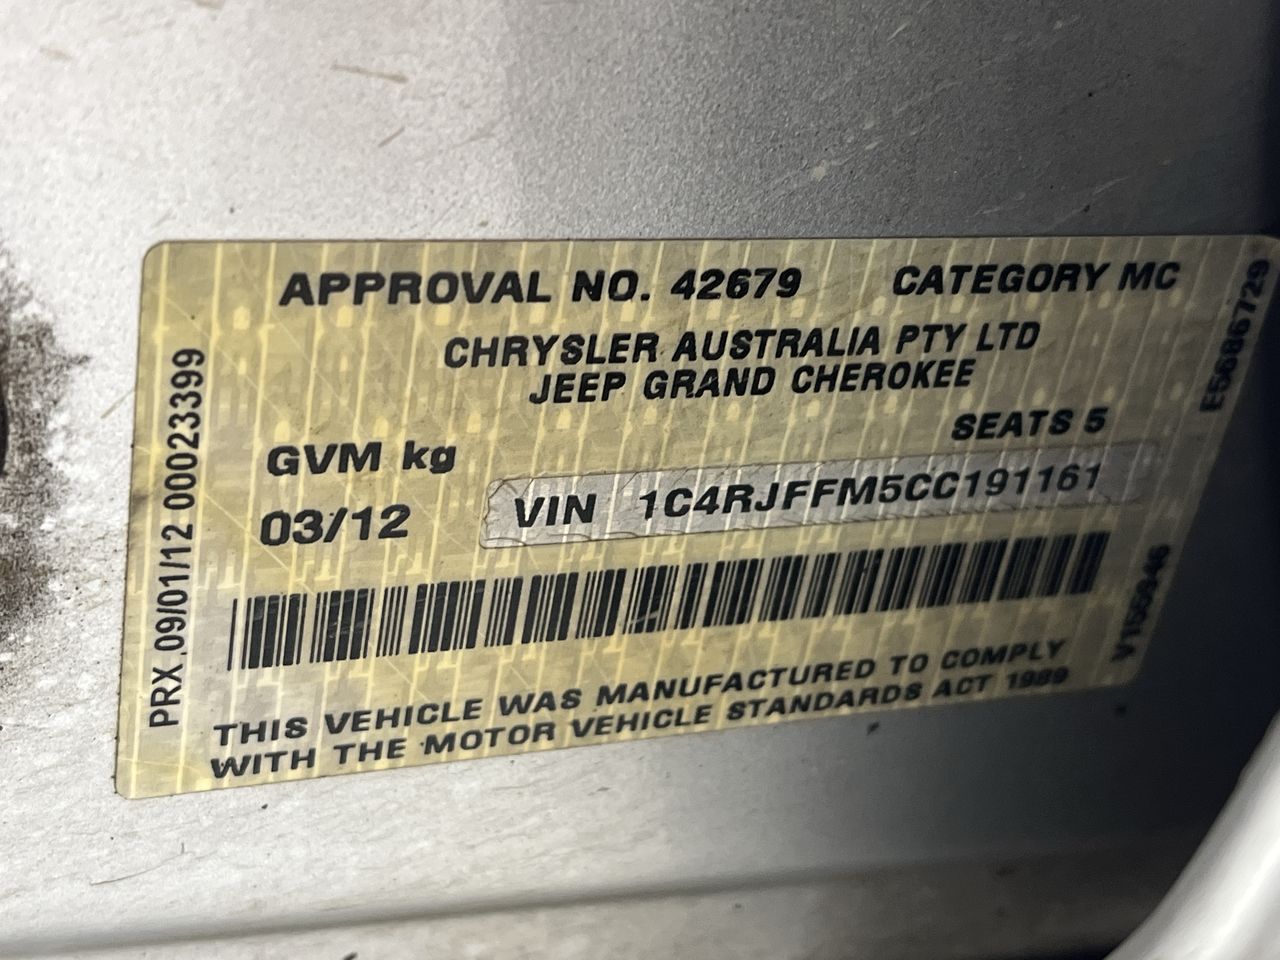 APPROVAL NO. 42679 CATEGORY MC
CHRYSLER AUSTRALIA PTY LTD
JEEP GRAND CHEROKEE
SEATS 5
GVM kg
VIN 1C4RJFFM5CC191161
03/12
THIS VEHICLE WAS MANUFACTURED TO COMPLY
WITH THE MOTOR VEHICLE STANDARDS ACT 1989
PRX 09/01/12 00023399
E5686729
V155246